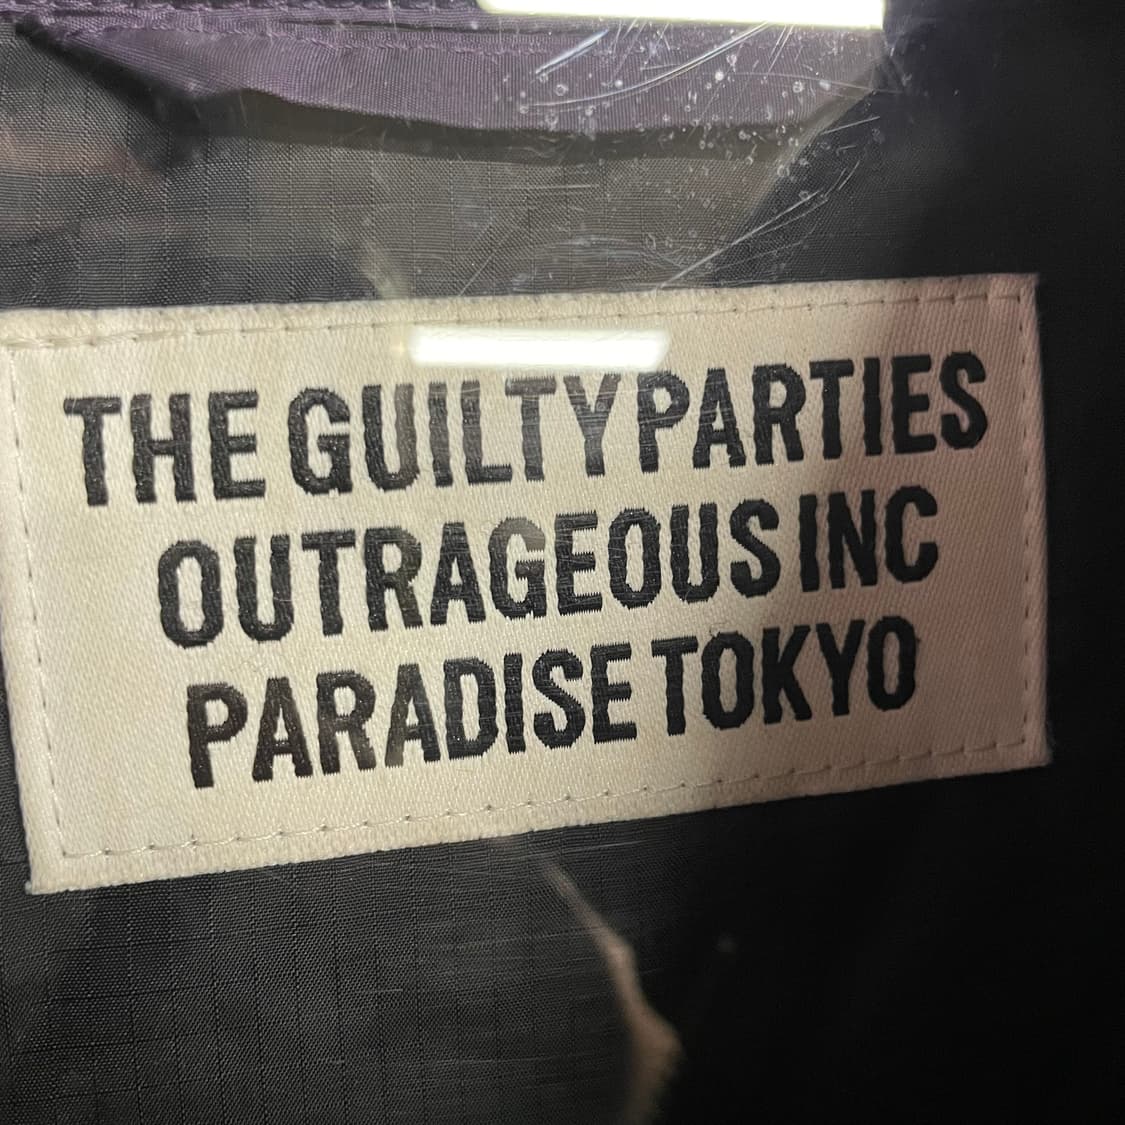 THE GUILTY PARTIES
OUTRAGEOUS INC
PARADISE TOKYO